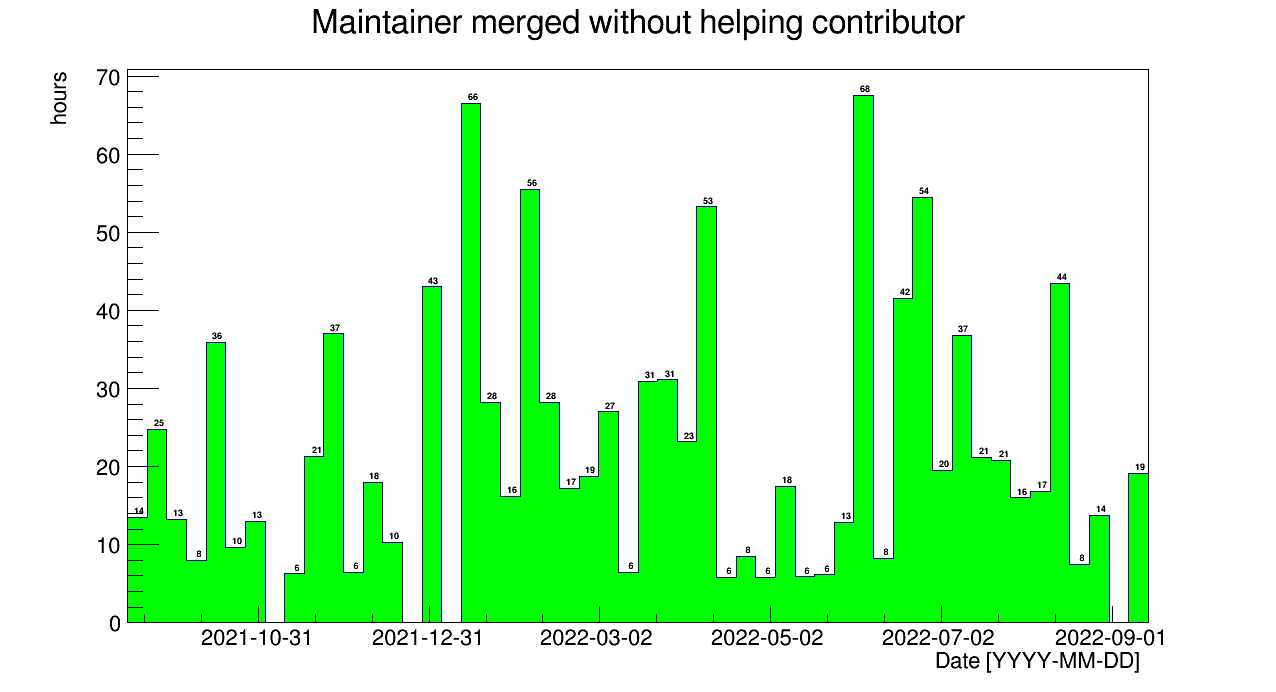 Maintainer merged without helping contributor
hours
70
60
50
40
30
20
10
0
14 25 13 8 36 10 13 6 21 37 6 18 10 43 66 28 16 56 28 17 19 27 6 31 31 23 53 6 8 6 18 6 6 13 68 8 42 54 20 37 21 21 16 17 44 8 14 19
2021-10-31 2021-12-31 2022-03-02 2022-05-02 2022-07-02 2022-09-01
Date [YYYY-MM-DD]